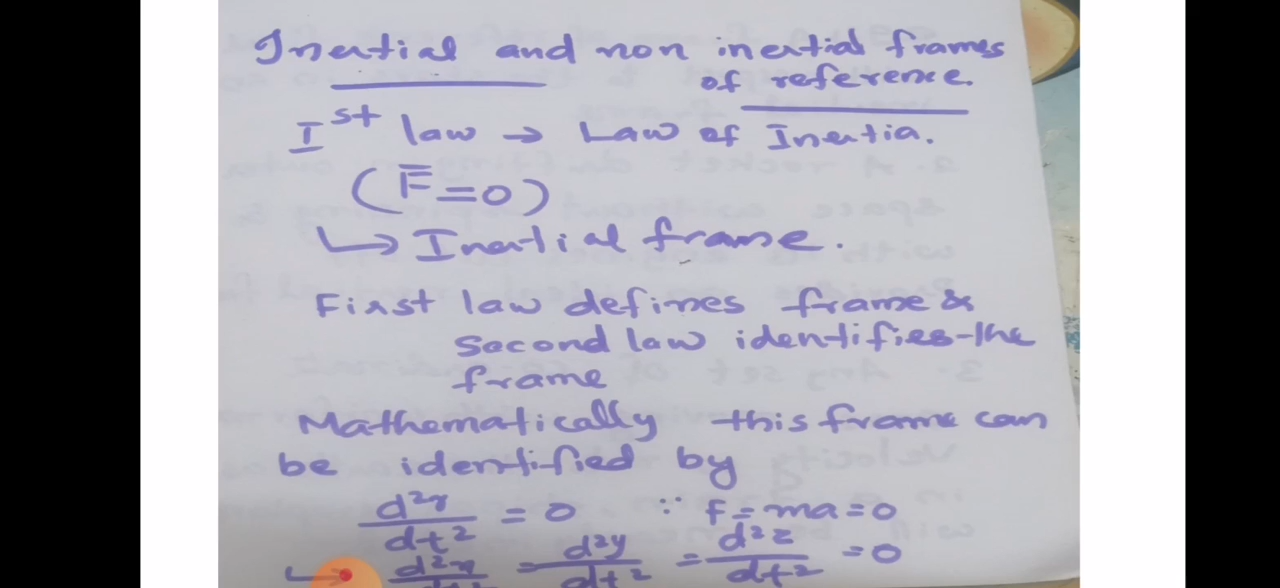 Inertial and non inertial frames
of reference.
Ist law → Law of Inertia.
(F̅=0)
↳ Inertial frame.
First law defines frame &
Second law identifies the
frame
Mathematically this frame can
be identified by
d²r/dt² = 0 ∵ F=ma=0
↳ d²x/dt² = d²y/dt² = d²z/dt² = 0